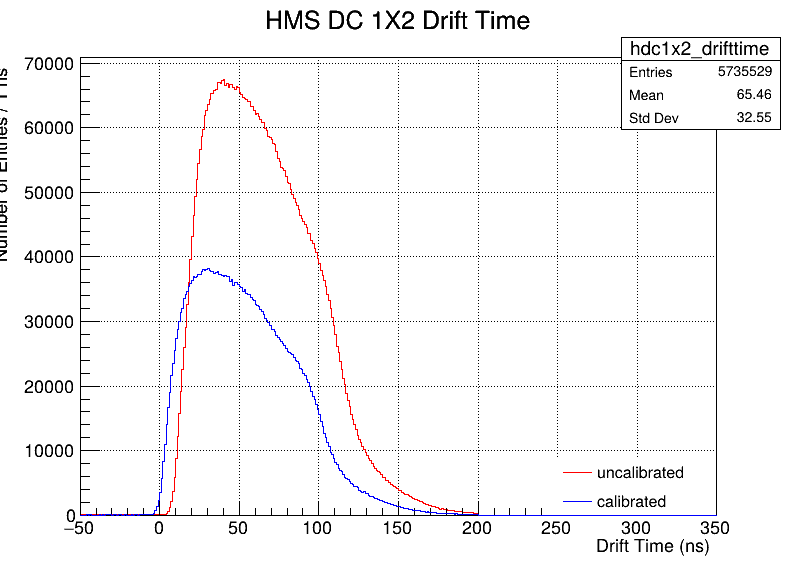 HMS DC 1X2 Drift Time
hdc1x2_drifttime
Entries 5735529
Mean 65.46
Std Dev 32.55
Number of Entries / 1 ns
70000
60000
50000
40000
30000
20000
10000
0
uncalibrated
calibrated
−50 0 50 100 150 200 250 300 350
Drift Time (ns)